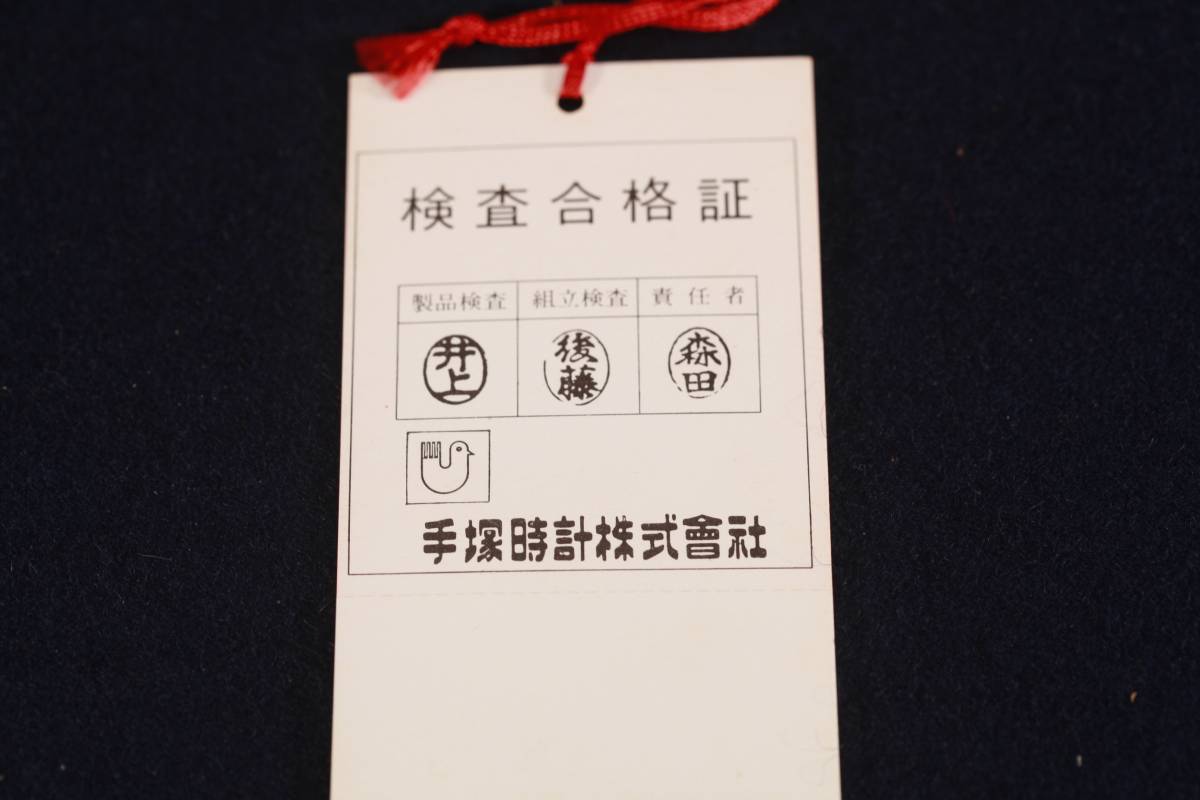 検査合格証
製品検査 組立検査 責任者
井上 後藤 森田
手塚時計株式會社